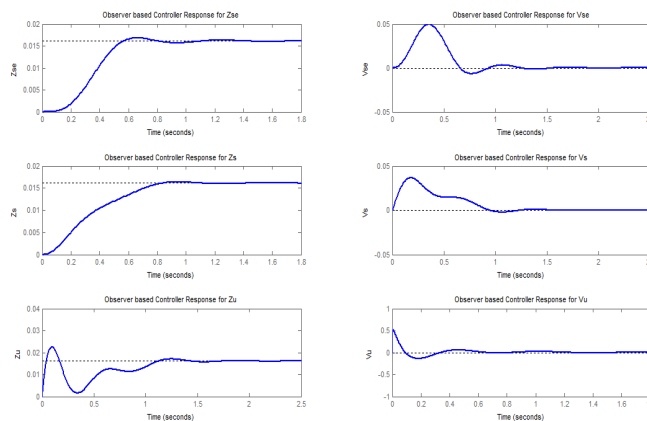 Observer based Controller Response for Zse
Zse
0.02
0.015
0.01
0.005
0
0 0.2 0.4 0.6 0.8 1 1.2 1.4 1.6 1.8
Time (seconds)
Observer based Controller Response for Vse
Vse
0.05
0
-0.05
0 0.5 1 1.5 2
Time (seconds)
Observer based Controller Response for Zs
Zs
0.02
0.015
0.01
0.005
0
0 0.2 0.4 0.6 0.8 1 1.2 1.4 1.6 1.8
Time (seconds)
Observer based Controller Response for Vs
Vs
0.05
0
-0.05
0 0.5 1 1.5 2
Time (seconds)
Observer based Controller Response for Zu
Zu
0.04
0.03
0.02
0.01
0
0 0.5 1 1.5 2 2.5
Time (seconds)
Observer based Controller Response for Vu
Vu
1
0.5
0
-0.5
-1
0 0.2 0.4 0.6 0.8 1 1.2 1.4 1.6
Time (seconds)